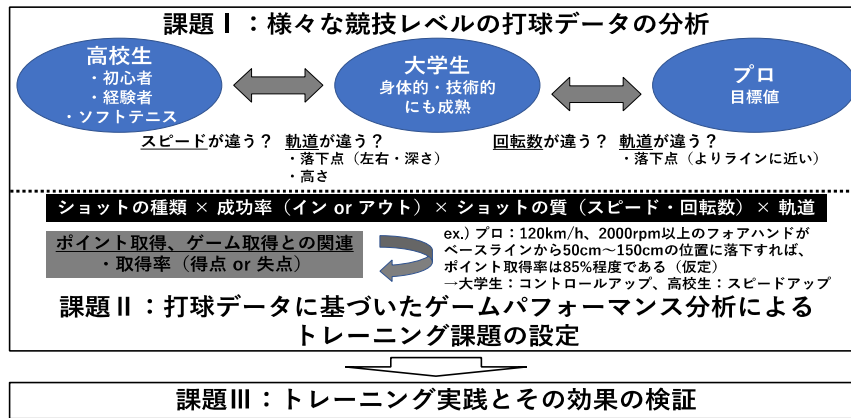 課題Ⅰ：様々な競技レベルの打球データの分析
高校生
・初心者
・経験者
・ソフトテニス
大学生
身体的・技術的
にも成熟
プロ
目標値
スピードが違う？
軌道が違う？
・落下点（左右・深さ）
・高さ
回転数が違う？
軌道が違う？
・落下点（よりラインに近い）
ショットの種類 × 成功率（イン or アウト）× ショットの質（スピード・回転数）× 軌道
ポイント取得、ゲーム取得との関連
・取得率（得点 or 失点）
ex.) プロ：120km/h、2000rpm以上のフォアハンドが
ベースラインから50cm～150cmの位置に落下すれば、
ポイント取得率は85%程度である（仮定）
→大学生：コントロールアップ、高校生：スピードアップ
課題Ⅱ：打球データに基づいたゲームパフォーマンス分析による
トレーニング課題の設定
課題Ⅲ：トレーニング実践とその効果の検証